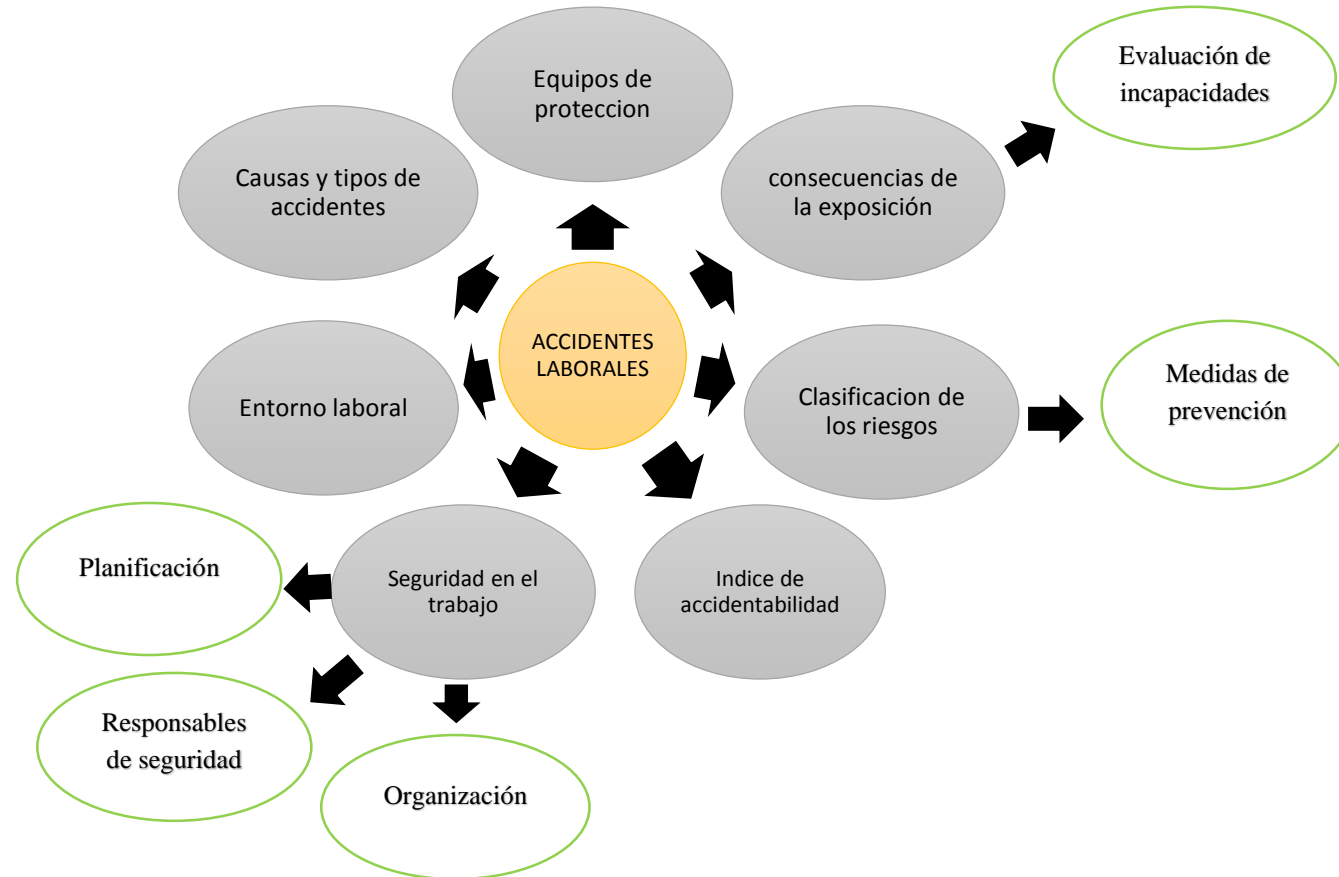 Equipos de
proteccion
Evaluación de
incapacidades
Causas y tipos de
accidentes
consecuencias de
la exposición
ACCIDENTES
LABORALES
Entorno laboral
Clasificacion de
los riesgos
Medidas de
prevención
Planificación
Seguridad en el
trabajo
Indice de
accidentabilidad
Responsables
de seguridad
Organización